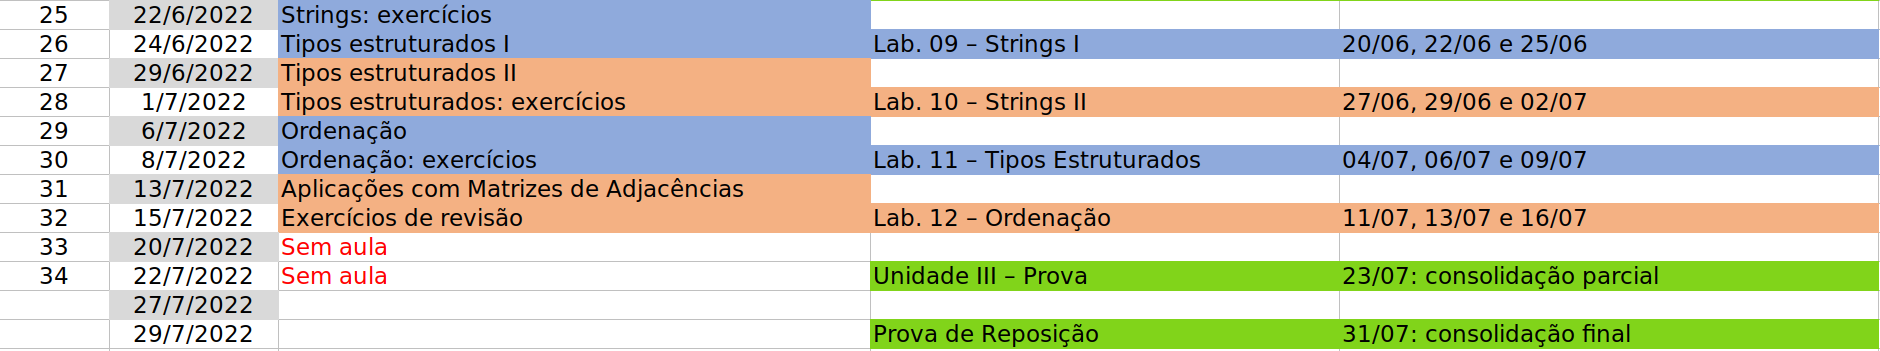 25 22/6/2022 Strings: exercícios
26 24/6/2022 Tipos estruturados I Lab. 09 – Strings I 20/06, 22/06 e 25/06
27 29/6/2022 Tipos estruturados II
28 1/7/2022 Tipos estruturados: exercícios Lab. 10 – Strings II 27/06, 29/06 e 02/07
29 6/7/2022 Ordenação
30 8/7/2022 Ordenação: exercícios Lab. 11 – Tipos Estruturados 04/07, 06/07 e 09/07
31 13/7/2022 Aplicações com Matrizes de Adjacências
32 15/7/2022 Exercícios de revisão Lab. 12 – Ordenação 11/07, 13/07 e 16/07
33 20/7/2022 Sem aula
34 22/7/2022 Sem aula Unidade III – Prova 23/07: consolidação parcial
27/7/2022
29/7/2022 Prova de Reposição 31/07: consolidação final